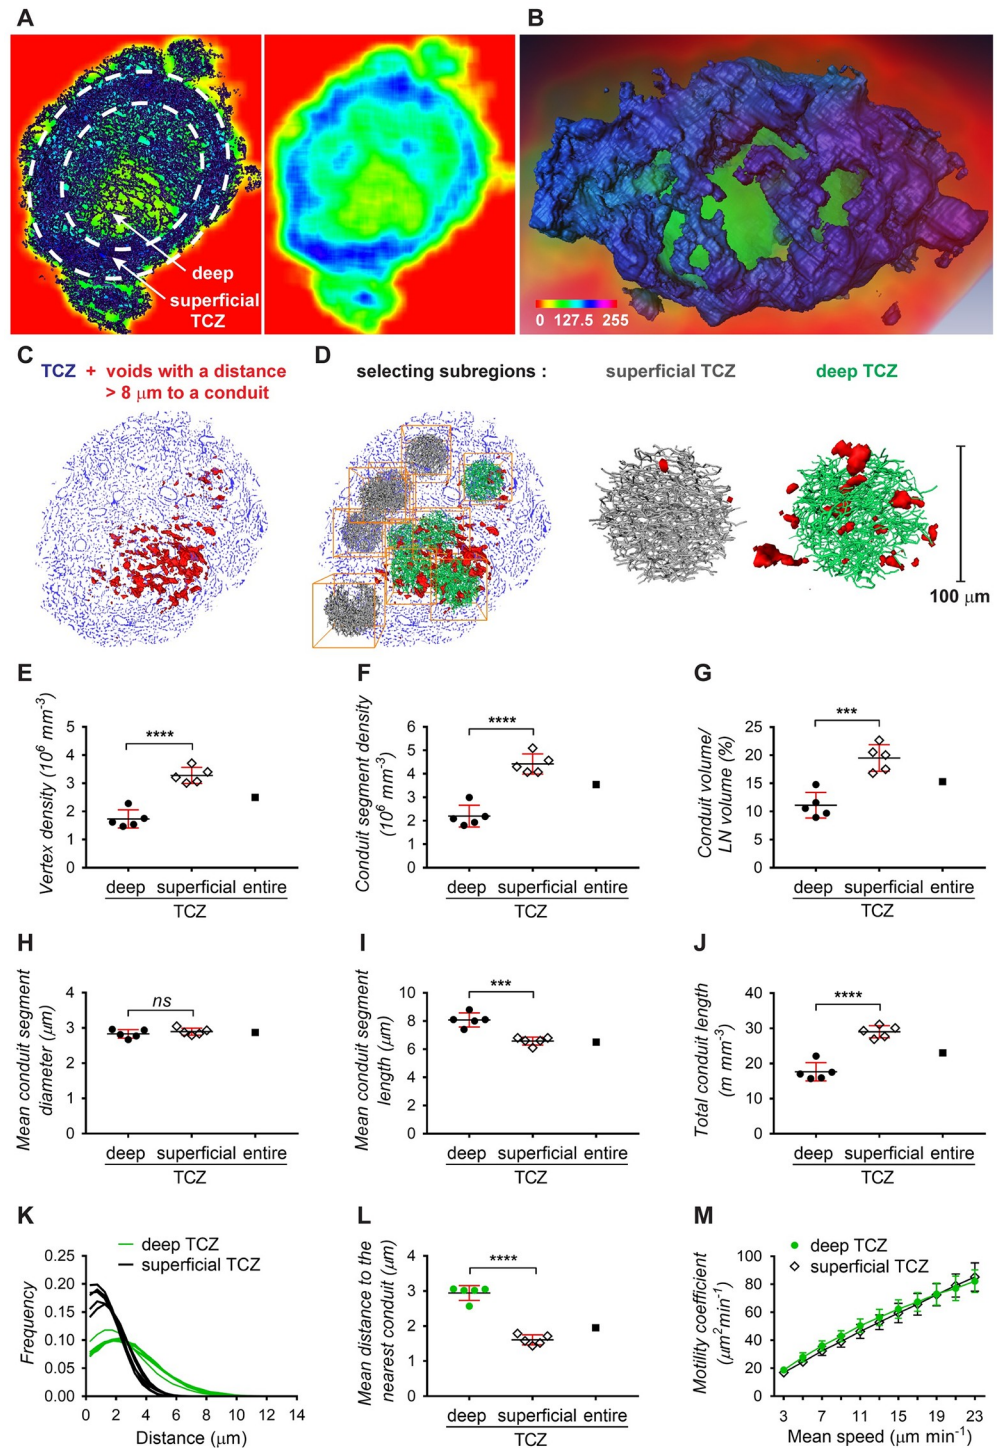 A
B
deep
superficial
TCZ
0 127.5 255
C
TCZ + voids with a distance
> 8 μm to a conduit
D
selecting subregions :
superficial TCZ
deep TCZ
100 μm
E
Vertex density (10⁶ mm⁻³)
5
4
3
2
1
0
****
deep superficial entire
TCZ
F
Conduit segment density
(10⁶ mm⁻³)
6
5
4
3
2
1
0
****
deep superficial entire
TCZ
G
Conduit volume/
LN volume (%)
25
20
15
10
5
0
***
deep superficial entire
TCZ
H
Mean conduit segment
diameter (μm)
4
3
2
1
0
ns
deep superficial entire
TCZ
I
Mean conduit segment
length (μm)
10
8
6
4
2
0
***
deep superficial entire
TCZ
J
Total conduit length
(m mm⁻³)
40
30
20
10
0
****
deep superficial entire
TCZ
K
deep TCZ
superficial TCZ
Frequency
0.25
0.20
0.15
0.10
0.05
0.00
0 2 4 6 8 10 12 14
Distance (μm)
L
Mean distance to the
nearest conduit (μm)
4
3
2
1
0
****
deep superficial entire
TCZ
M
deep TCZ
superficial TCZ
Motility coefficient
(μm²min⁻¹)
100
80
60
40
20
0
3 7 11 15 19 23
Mean speed (μm min⁻¹)